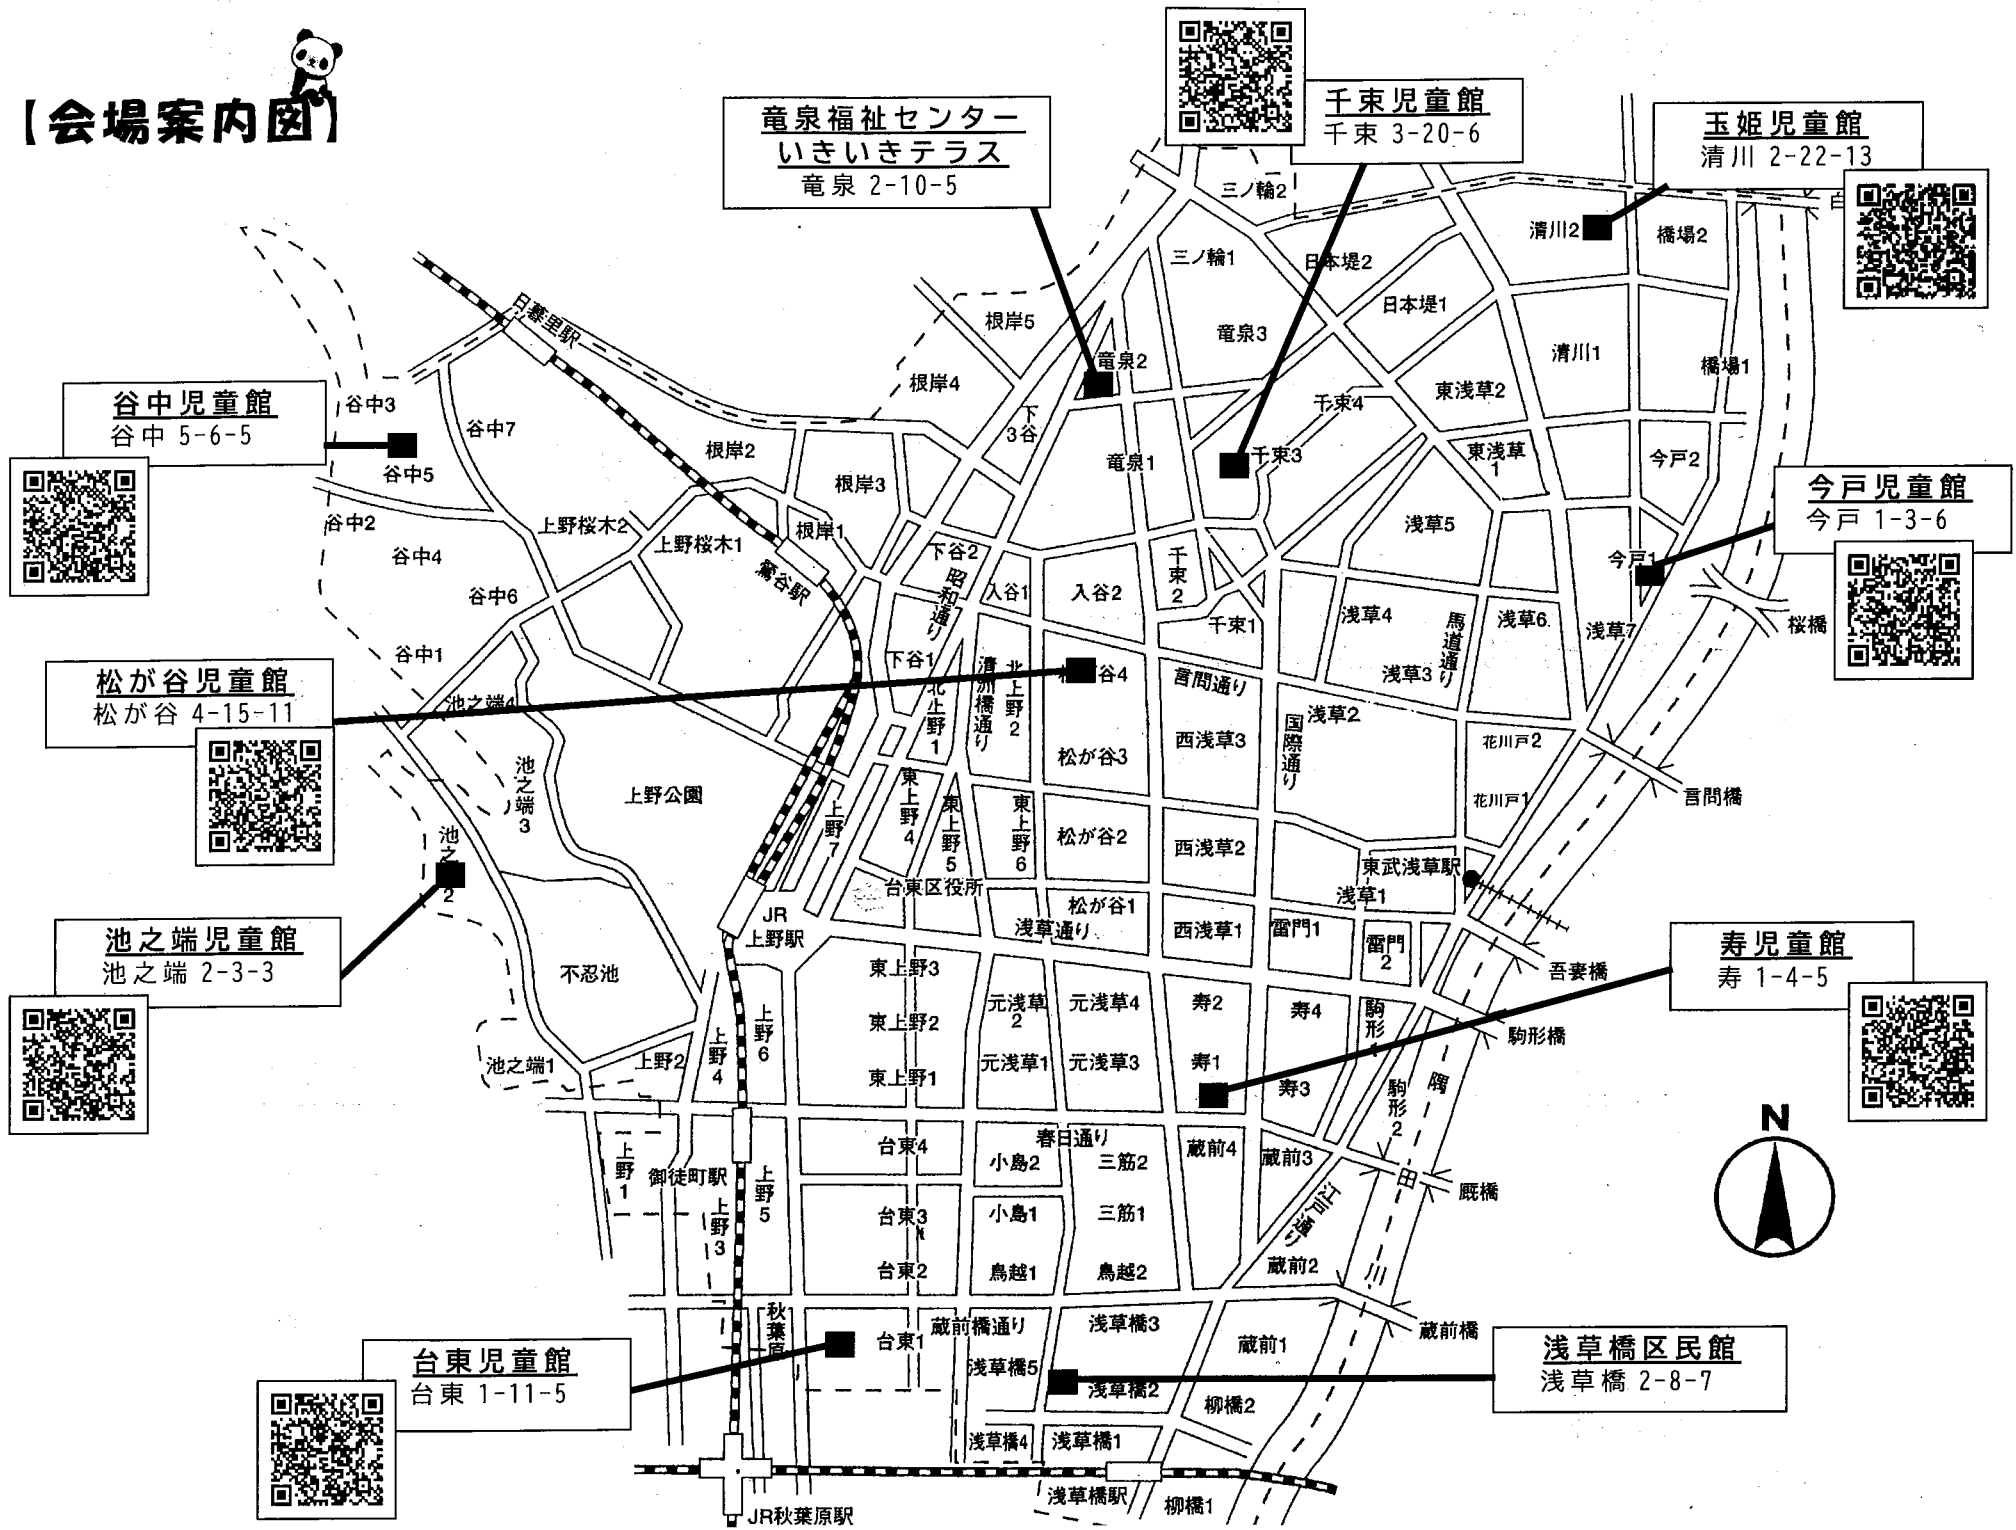 【会場案内図】
竜泉福祉センター
いきいきテラス
竜泉 2-10-5
千束児童館
千束 3-20-6
玉姫児童館
清川 2-22-13
谷中児童館
谷中 5-6-5
今戸児童館
今戸 1-3-6
松が谷児童館
松が谷 4-15-11
池之端児童館
池之端 2-3-3
寿児童館
寿 1-4-5
台東児童館
台東 1-11-5
浅草橋区民館
浅草橋 2-8-7
三ノ輪2
三ノ輪1
日本堤2
日本堤1
清川2
橋場2
清川1
橋場1
竜泉3
竜泉2
竜泉1
根岸5
根岸4
下谷3
日暮里駅
谷中3
谷中7
谷中5
谷中2
谷中4
谷中6
谷中1
根岸2
根岸3
根岸1
上野桜木2
上野桜木1
鶯谷駅
千束4
千束3
東浅草2
東浅草1
今戸2
今戸1
浅草5
下谷2
昭和通り
入谷1
入谷2
千束2
千束1
浅草4
馬道通り
浅草6
浅草7
桜橋
下谷1
北上野1
清洲橋通り
北上野2
谷4
言問通り
浅草3
浅草2
国際通り
西浅草3
松が谷3
花川戸2
花川戸1
言問橋
池之端4
池之端3
池之
2
上野公園
上野7
東上野4
東上野5
東上野6
松が谷2
西浅草2
東武浅草駅
浅草1
台東区役所
松が谷1
浅草通り
西浅草1
雷門1
雷門2
吾妻橋
JR
上野駅
不忍池
東上野3
東上野2
東上野1
元浅草2
元浅草4
元浅草1
元浅草3
寿2
寿4
寿1
寿3
駒形1
駒形2
駒形橋
隅
田
川
池之端1
上野2
上野4
上野6
上野1
御徒町駅
上野5
上野3
台東4
春日通り
小島2
三筋2
蔵前4
蔵前3
厩橋
江戸通り
台東3
小島1
三筋1
台東2
鳥越1
鳥越2
蔵前2
秋葉原
台東1
蔵前橋通り
浅草橋3
蔵前1
蔵前橋
浅草橋5
浅草橋2
柳橋2
浅草橋4
浅草橋1
浅草橋駅
柳橋1
JR秋葉原駅
N